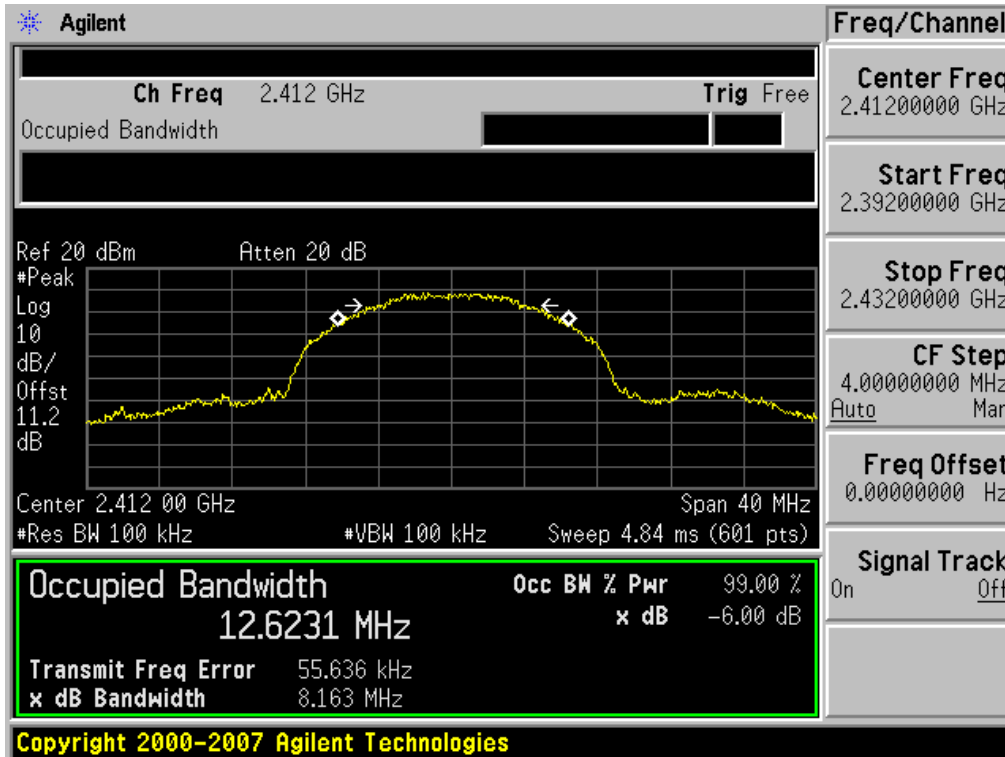 Agilent
Ch Freq 2.412 GHz Trig Free
Occupied Bandwidth
Ref 20 dBm Atten 20 dB
#Peak
Log
10
dB/
Offst
11.2
dB
Center 2.412 00 GHz Span 40 MHz
#Res BW 100 kHz #VBW 100 kHz Sweep 4.84 ms (601 pts)
Occupied Bandwidth
12.6231 MHz
Occ BW % Pwr 99.00 %
x dB -6.00 dB
Transmit Freq Error 55.636 kHz
x dB Bandwidth 8.163 MHz
Copyright 2000-2007 Agilent Technologies
Freq/Channel
Center Freq
2.41200000 GHz
Start Freq
2.39200000 GHz
Stop Freq
2.43200000 GHz
CF Step
4.00000000 MHz
Auto Man
Freq Offset
0.00000000 Hz
Signal Track
On Off